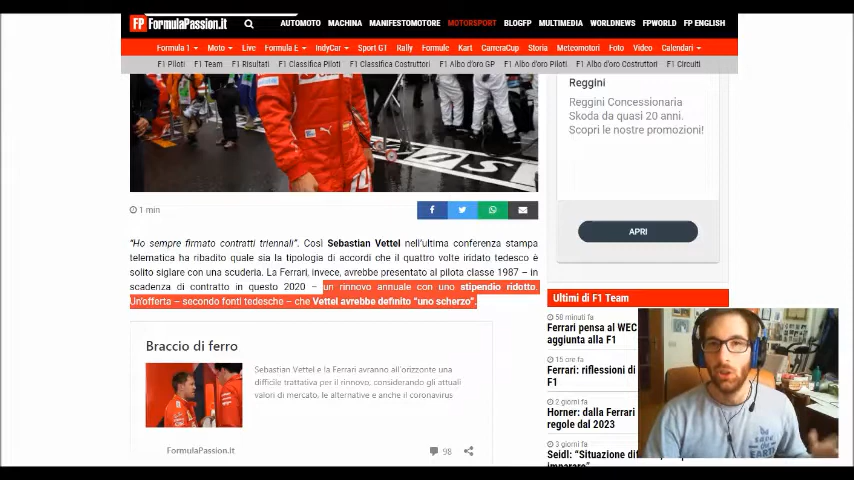 FP FormulaPassion.it
AUTOMOTO MACHINA MANIFESTOMORE MOTORSPORT BLOGFP MULTIMEDIA WORLDNEWS FPWORLD FP ENGLISH
Formula 1 Moto Live Formula E IndyCar Sport GT Rally Formule Kart CarreraCup Storia Meteomotori Foto Video Calendari
F1 Piloti F1 Team F1 Risultati F1 Classifica Piloti F1 Classifica Costruttori F1 Albo d'oro GP F1 Albo d'oro Piloti F1 Albo d'oro Costruttori F1 Circuiti
Reggini
Reggini Concessionaria
Skoda da quasi 20 anni.
Scopri le nostre promozioni!
APRI
1 min
"Ho sempre firmato contratti triennali". Così Sebastian Vettel nell'ultima conferenza stampa
telematica ha ribadito quale sia la tipologia di accordi che il quattro volte iridato tedesco è
solito siglare con una scuderia. La Ferrari, invece, avrebbe presentato al pilota classe 1987 – in
scadenza di contratto in questo 2020 – un rinnovo annuale con uno stipendio ridotto.
Un'offerta – secondo fonti tedesche – che Vettel avrebbe definito "uno scherzo".
Braccio di ferro
Sebastian Vettel e la Ferrari avranno all'orizzonte una
difficile trattativa per il rinnovo, considerando gli attuali
valori di mercato, le alternative e anche il coronavirus
FormulaPassion.it
98
Ultimi di F1 Team
58 minuti fa
Ferrari pensa al WEC
aggiunta alla F1
15 ore fa
Ferrari: riflessioni di
F1
2 giorni fa
Horner: dalla Ferrari
regole dal 2023
3 giorni fa
Seidl: "Situazione
imparare"
SAVE
the
EARTH